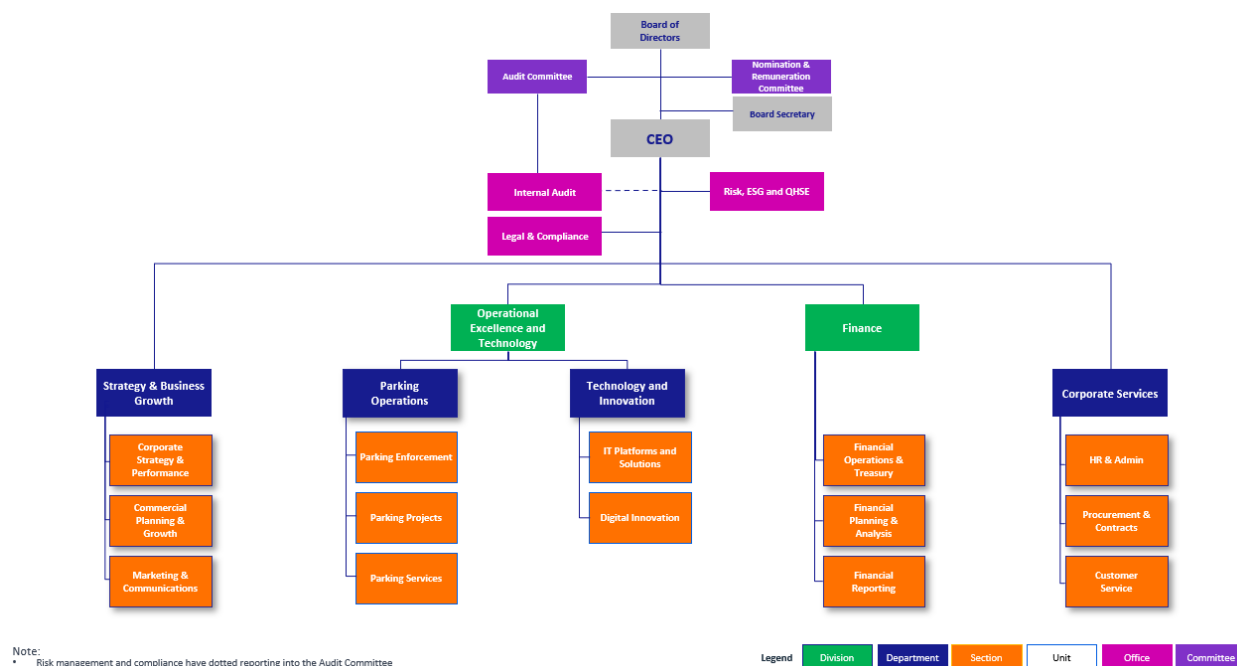 Board of
Directors
Audit Committee
Nomination &
Remuneration
Committee
Board Secretary
CEO
Internal Audit
Risk, ESG and QHSE
Legal & Compliance
Operational
Excellence and
Technology
Finance
Strategy & Business
Growth
Parking
Operations
Technology and
Innovation
Corporate Services
Corporate
Strategy &
Performance
Commercial
Planning &
Growth
Marketing &
Communications
Parking Enforcement
Parking Projects
Parking Services
IT Platforms and
Solutions
Digital Innovation
Financial
Operations &
Treasury
Financial
Planning &
Analysis
Financial
Reporting
HR & Admin
Procurement &
Contracts
Customer
Service
Note:
• Risk management and compliance have dotted reporting into the Audit Committee
Legend Division Department Section Unit Office Committee